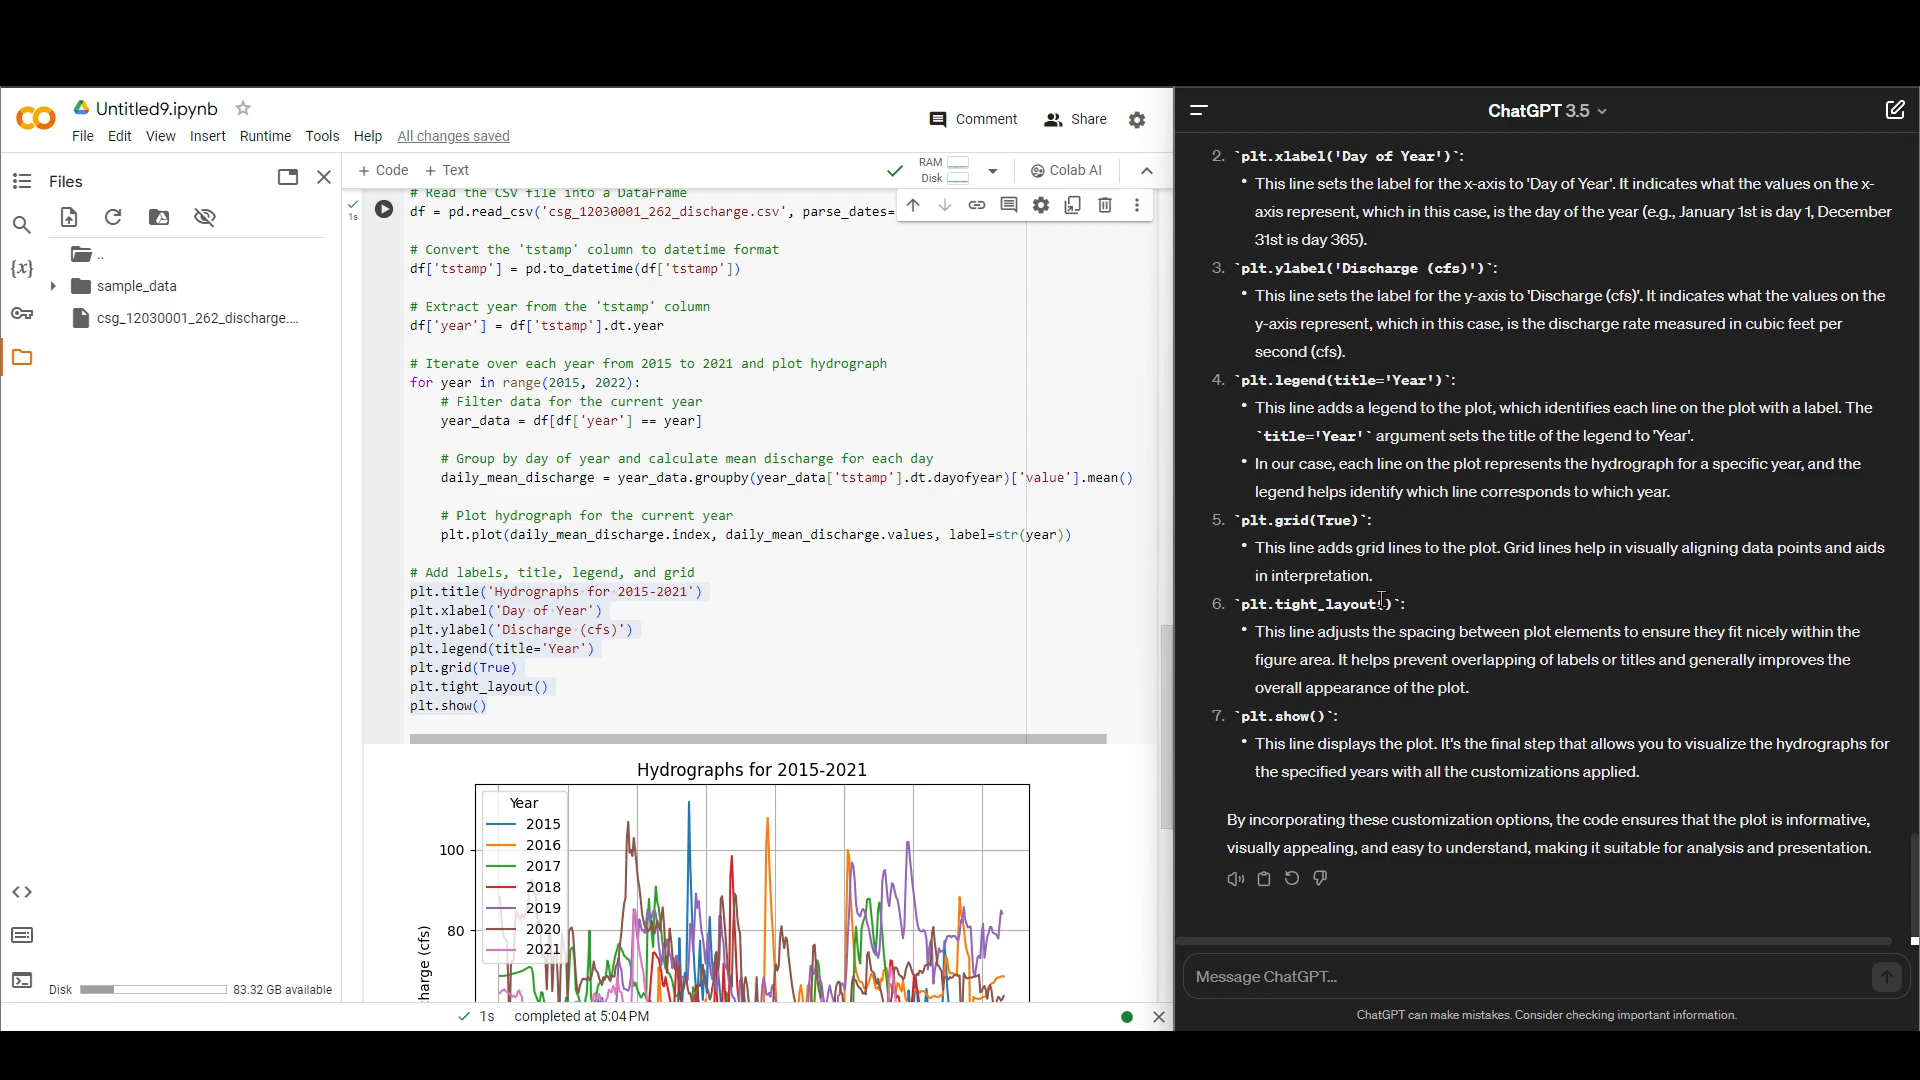 Untitled9.ipynb
File Edit View Insert Runtime Tools Help All changes saved
Comment Share
Files
+ Code + Text
RAM
Disk
Colab AI
..
sample_data
csg_12030001_262_discharge....
{x}
1s
# Read the CSV file into a DataFrame
df = pd.read_csv('csg_12030001_262_discharge.csv', parse_dates=
# Convert the 'tstamp' column to datetime format
df['tstamp'] = pd.to_datetime(df['tstamp'])
# Extract year from the 'tstamp' column
df['year'] = df['tstamp'].dt.year
# Iterate over each year from 2015 to 2021 and plot hydrograph
for year in range(2015, 2022):
    # Filter data for the current year
    year_data = df[df['year'] == year]
    # Group by day of year and calculate mean discharge for each day
    daily_mean_discharge = year_data.groupby(year_data['tstamp'].dt.dayofyear)['value'].mean()
    # Plot hydrograph for the current year
    plt.plot(daily_mean_discharge.index, daily_mean_discharge.values, label=str(year))
# Add labels, title, legend, and grid
plt.title('Hydrographs for 2015-2021')
plt.xlabel('Day of Year')
plt.ylabel('Discharge (cfs)')
plt.legend(title='Year')
plt.grid(True)
plt.tight_layout()
plt.show()
Hydrographs for 2015-2021
Year
2015
2016
2017
2018
2019
2020
2021
100
80
charge (cfs)
Disk 83.32 GB available
1s completed at 5:04 PM
ChatGPT 3.5
2. `plt.xlabel('Day of Year')`:
• This line sets the label for the x-axis to 'Day of Year'. It indicates what the values on the x-
axis represent, which in this case, is the day of the year (e.g., January 1st is day 1, December
31st is day 365).
3. `plt.ylabel('Discharge (cfs)')`:
• This line sets the label for the y-axis to 'Discharge (cfs)'. It indicates what the values on the
y-axis represent, which in this case, is the discharge rate measured in cubic feet per
second (cfs).
4. `plt.legend(title='Year')`:
• This line adds a legend to the plot, which identifies each line on the plot with a label. The
`title='Year'` argument sets the title of the legend to 'Year'.
• In our case, each line on the plot represents the hydrograph for a specific year, and the
legend helps identify which line corresponds to which year.
5. `plt.grid(True)`:
• This line adds grid lines to the plot. Grid lines help in visually aligning data points and aids
in interpretation.
6. `plt.tight_layout()`:
• This line adjusts the spacing between plot elements to ensure they fit nicely within the
figure area. It helps prevent overlapping of labels or titles and generally improves the
overall appearance of the plot.
7. `plt.show()`:
• This line displays the plot. It's the final step that allows you to visualize the hydrographs for
the specified years with all the customizations applied.
By incorporating these customization options, the code ensures that the plot is informative,
visually appealing, and easy to understand, making it suitable for analysis and presentation.
Message ChatGPT...
ChatGPT can make mistakes. Consider checking important information.